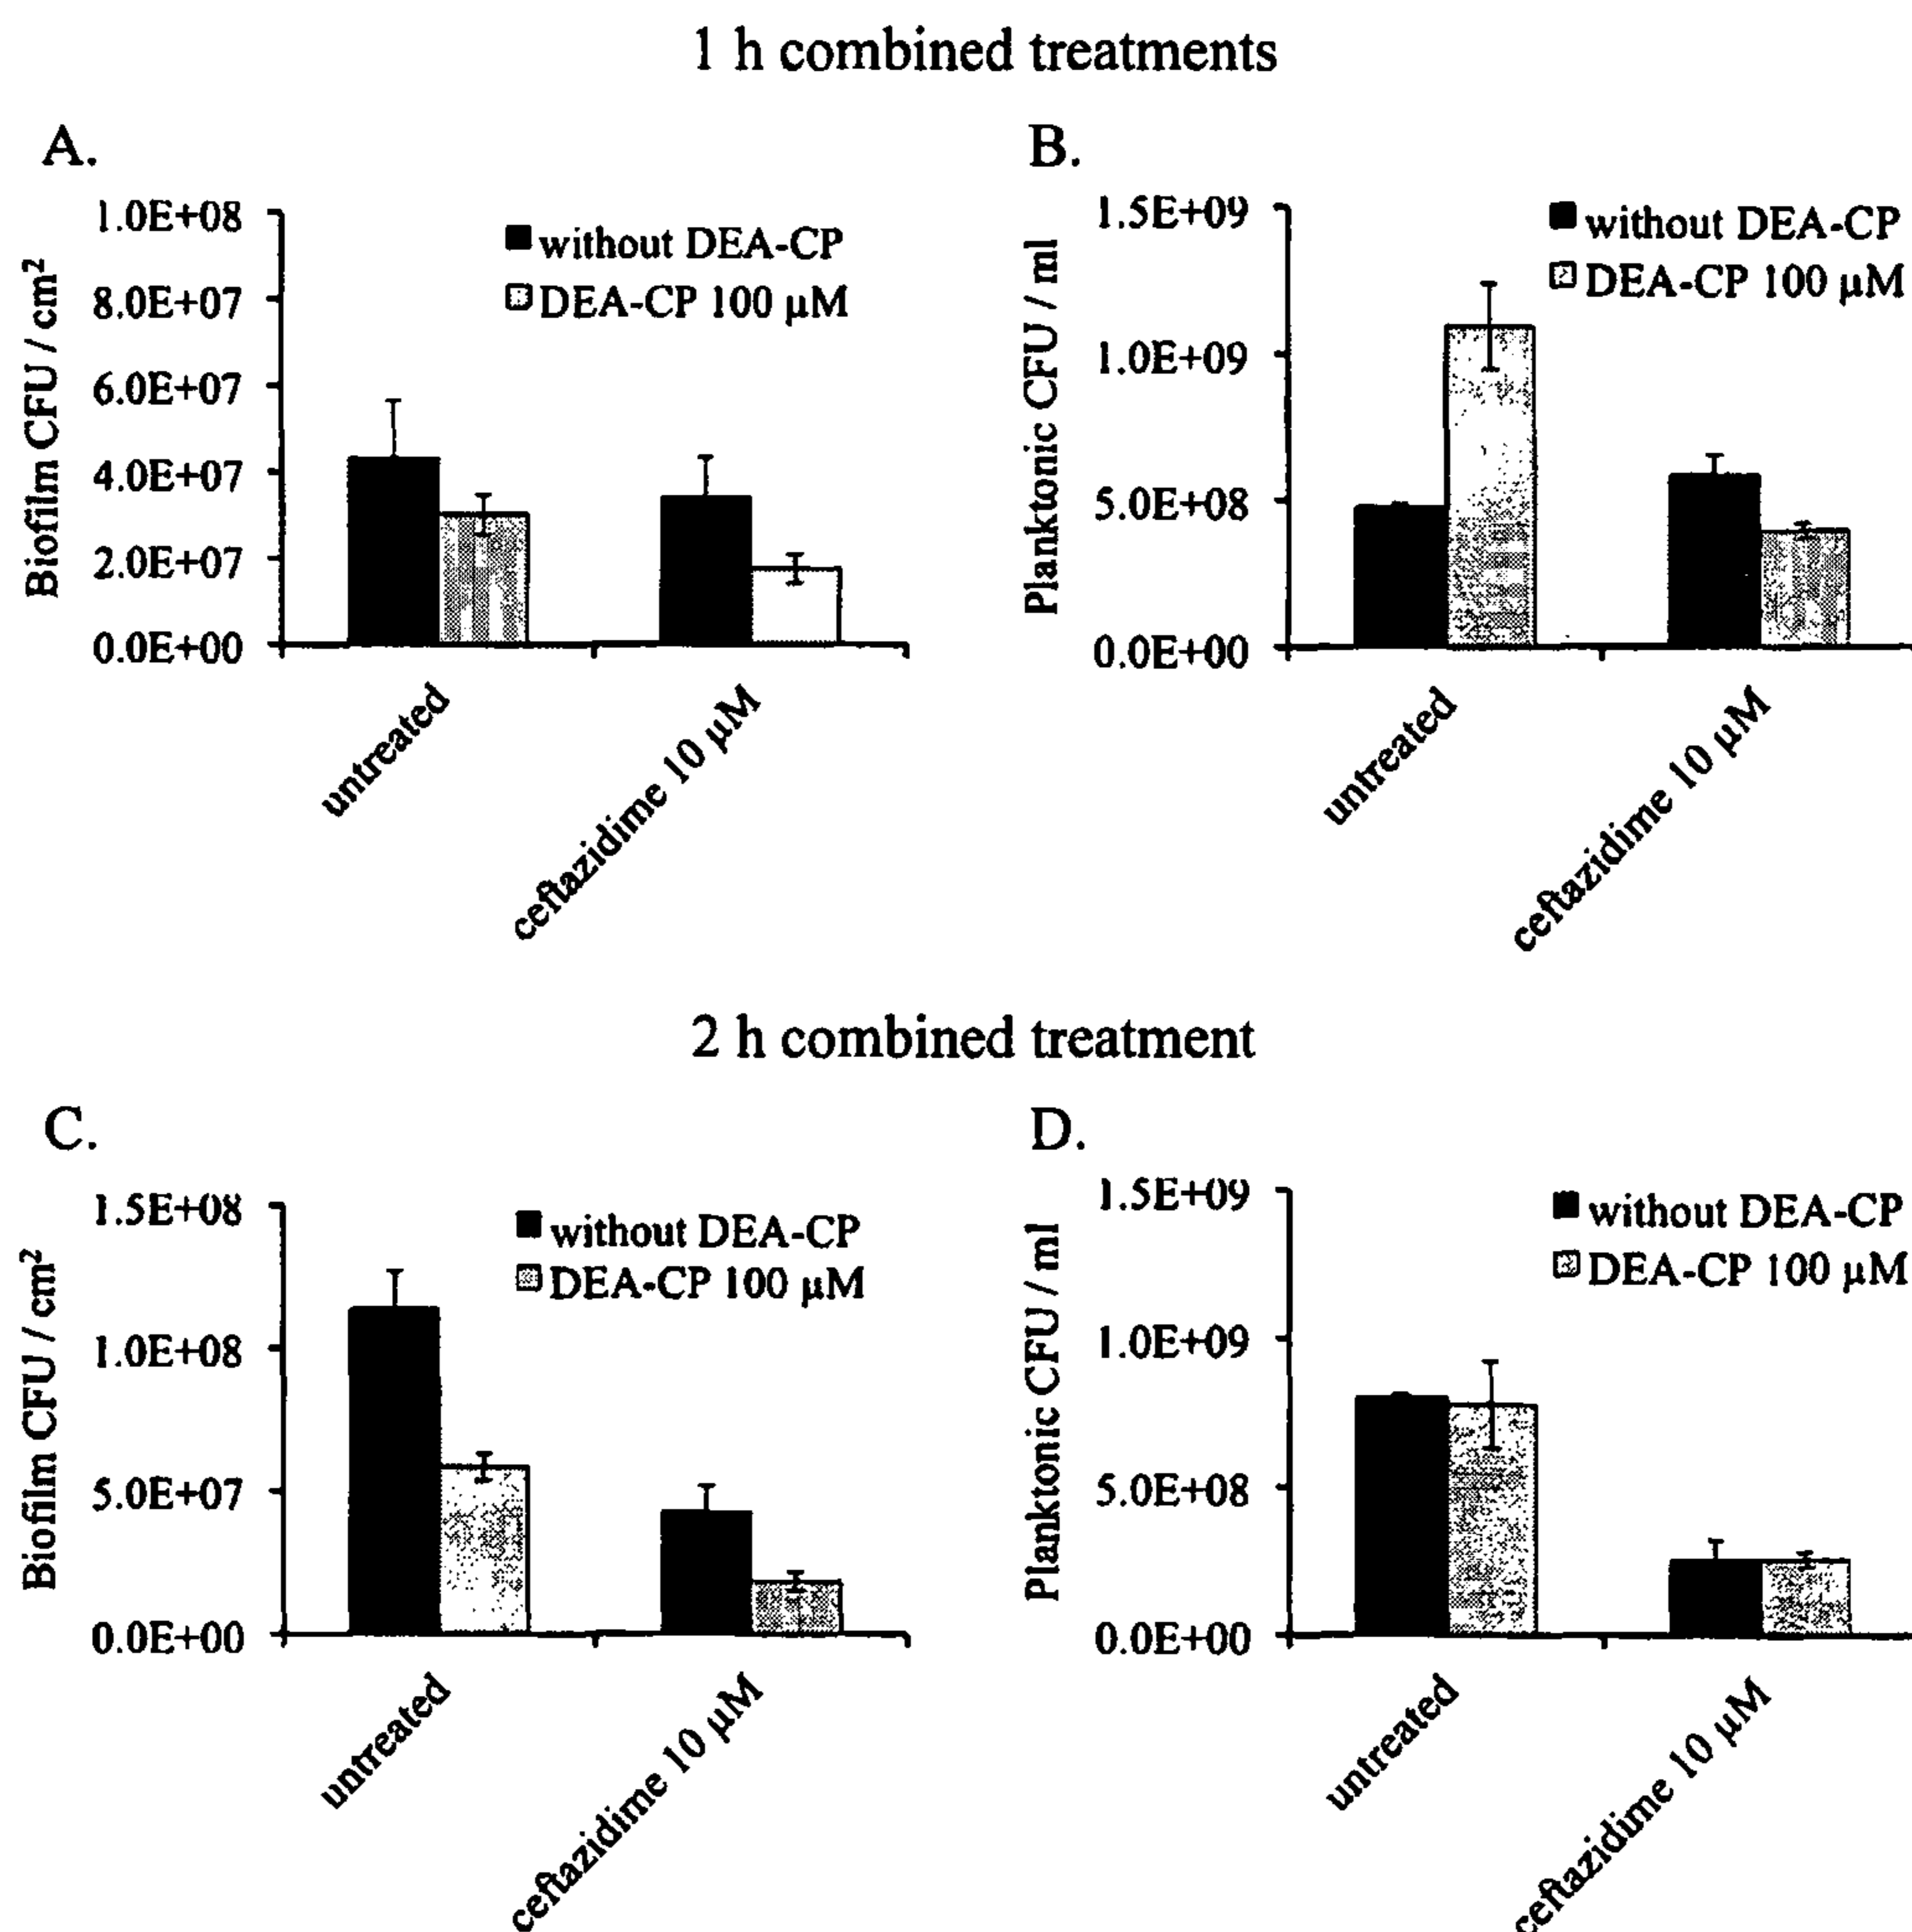 1 h combined treatments
A.
Biofilm CFU / cm²
1.0E+08
8.0E+07
6.0E+07
4.0E+07
2.0E+07
0.0E+00
without DEA-CP
DEA-CP 100 µM
untreated
ceftazidime 10 µM
B.
Planktonic CFU / ml
1.5E+09
1.0E+09
5.0E+08
0.0E+00
without DEA-CP
DEA-CP 100 µM
untreated
ceftazidime 10 µM
2 h combined treatment
C.
Biofilm CFU / cm²
1.5E+08
1.0E+08
5.0E+07
0.0E+00
without DEA-CP
DEA-CP 100 µM
untreated
ceftazidime 10 µM
D.
Planktonic CFU / ml
1.5E+09
1.0E+09
5.0E+08
0.0E+00
without DEA-CP
DEA-CP 100 µM
untreated
ceftazidime 10 µM